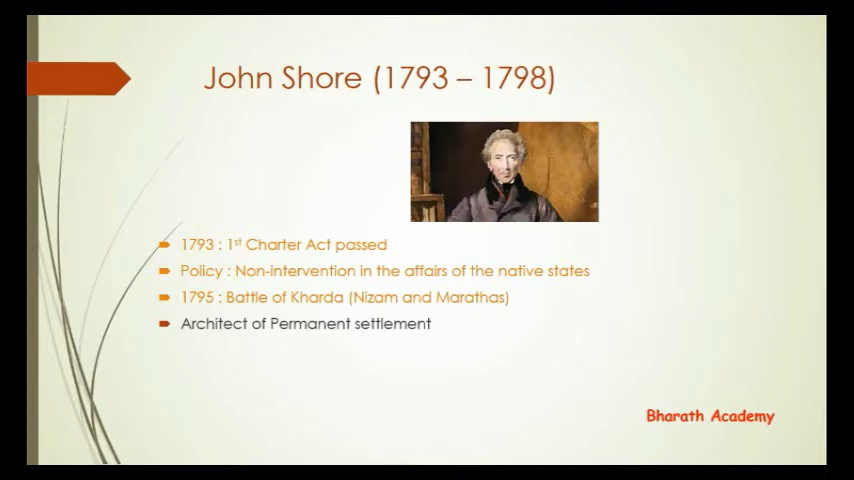 John Shore (1793 – 1798)
1793 : 1st Charter Act passed
Policy : Non-intervention in the affairs of the native states
1795 : Battle of Kharda (Nizam and Marathas)
Architect of Permanent settlement
Bharath Academy